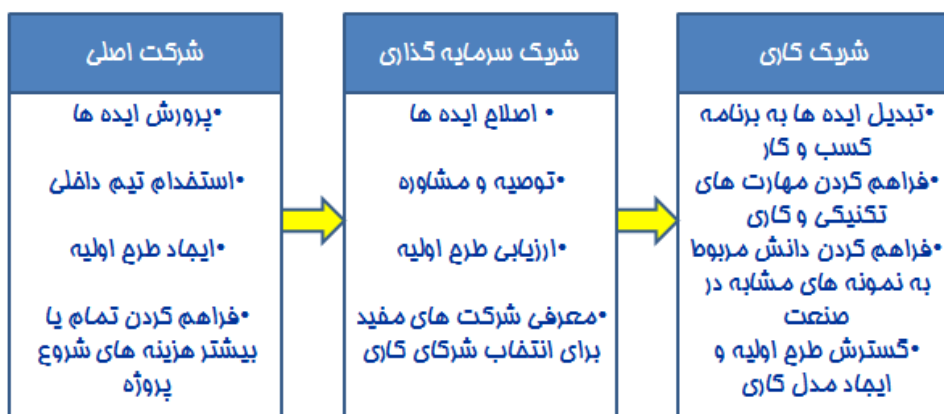 شرکت اصلی
•پرورش ایده ها
•استخدام تیم داخلی
•ایجاد طرح اولیه
•فراهم کردن تمام یا
بیشتر هزینه های شروع
پروژه
شریک سرمایه گذاری
• اصلاح ایده ها
•توصیه و مشاوره
•ارزیابی طرح اولیه
•معرفی شرکت های مفید
برای انتخاب شرکای کاری
شریک کاری
•تبدیل ایده ها به برنامه
کسب و کار
•فراهم کردن مهارت های
تکنیکی و کاری
•فراهم کردن دانش مربوط
به نمونه های مشابه در
صنعت
•گسترش طرح اولیه و
ایجاد مدل کاری